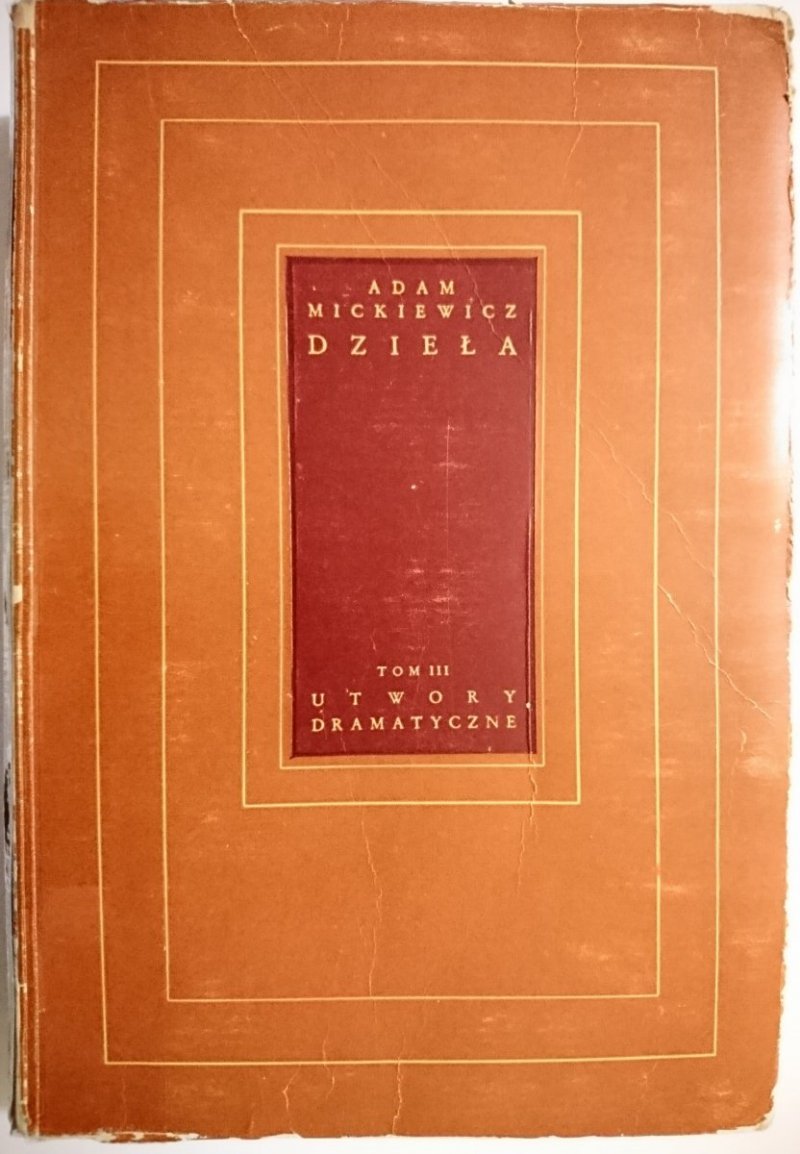 ADAM
MICKIEWICZ
DZIEŁA
TOM III
UTWORY
DRAMATYCZNE